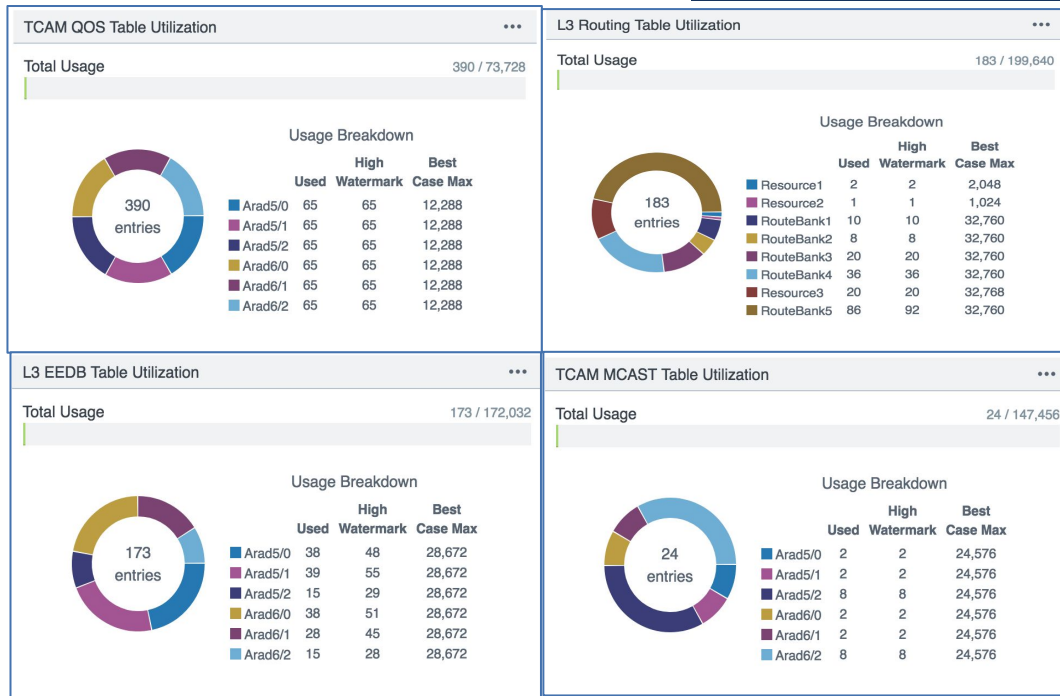 TCAM QOS Table Utilization
Total Usage 390 / 73,728
390
entries
Usage Breakdown
High Best
Used Watermark Case Max
Arad5/0 65 65 12,288
Arad5/1 65 65 12,288
Arad5/2 65 65 12,288
Arad6/0 65 65 12,288
Arad6/1 65 65 12,288
Arad6/2 65 65 12,288
L3 Routing Table Utilization
Total Usage 183 / 199,640
183
entries
Usage Breakdown
High Best
Used Watermark Case Max
Resource1 2 2 2,048
Resource2 1 1 1,024
RouteBank1 10 10 32,760
RouteBank2 8 8 32,760
RouteBank3 20 20 32,760
RouteBank4 36 36 32,760
Resource3 20 20 32,768
RouteBank5 86 92 32,760
L3 EEDB Table Utilization
Total Usage 173 / 172,032
173
entries
Usage Breakdown
High Best
Used Watermark Case Max
Arad5/0 38 48 28,672
Arad5/1 39 55 28,672
Arad5/2 15 29 28,672
Arad6/0 38 51 28,672
Arad6/1 28 45 28,672
Arad6/2 15 28 28,672
TCAM MCAST Table Utilization
Total Usage 24 / 147,456
24
entries
Usage Breakdown
High Best
Used Watermark Case Max
Arad5/0 2 2 24,576
Arad5/1 2 2 24,576
Arad5/2 8 8 24,576
Arad6/0 2 2 24,576
Arad6/1 2 2 24,576
Arad6/2 8 8 24,576